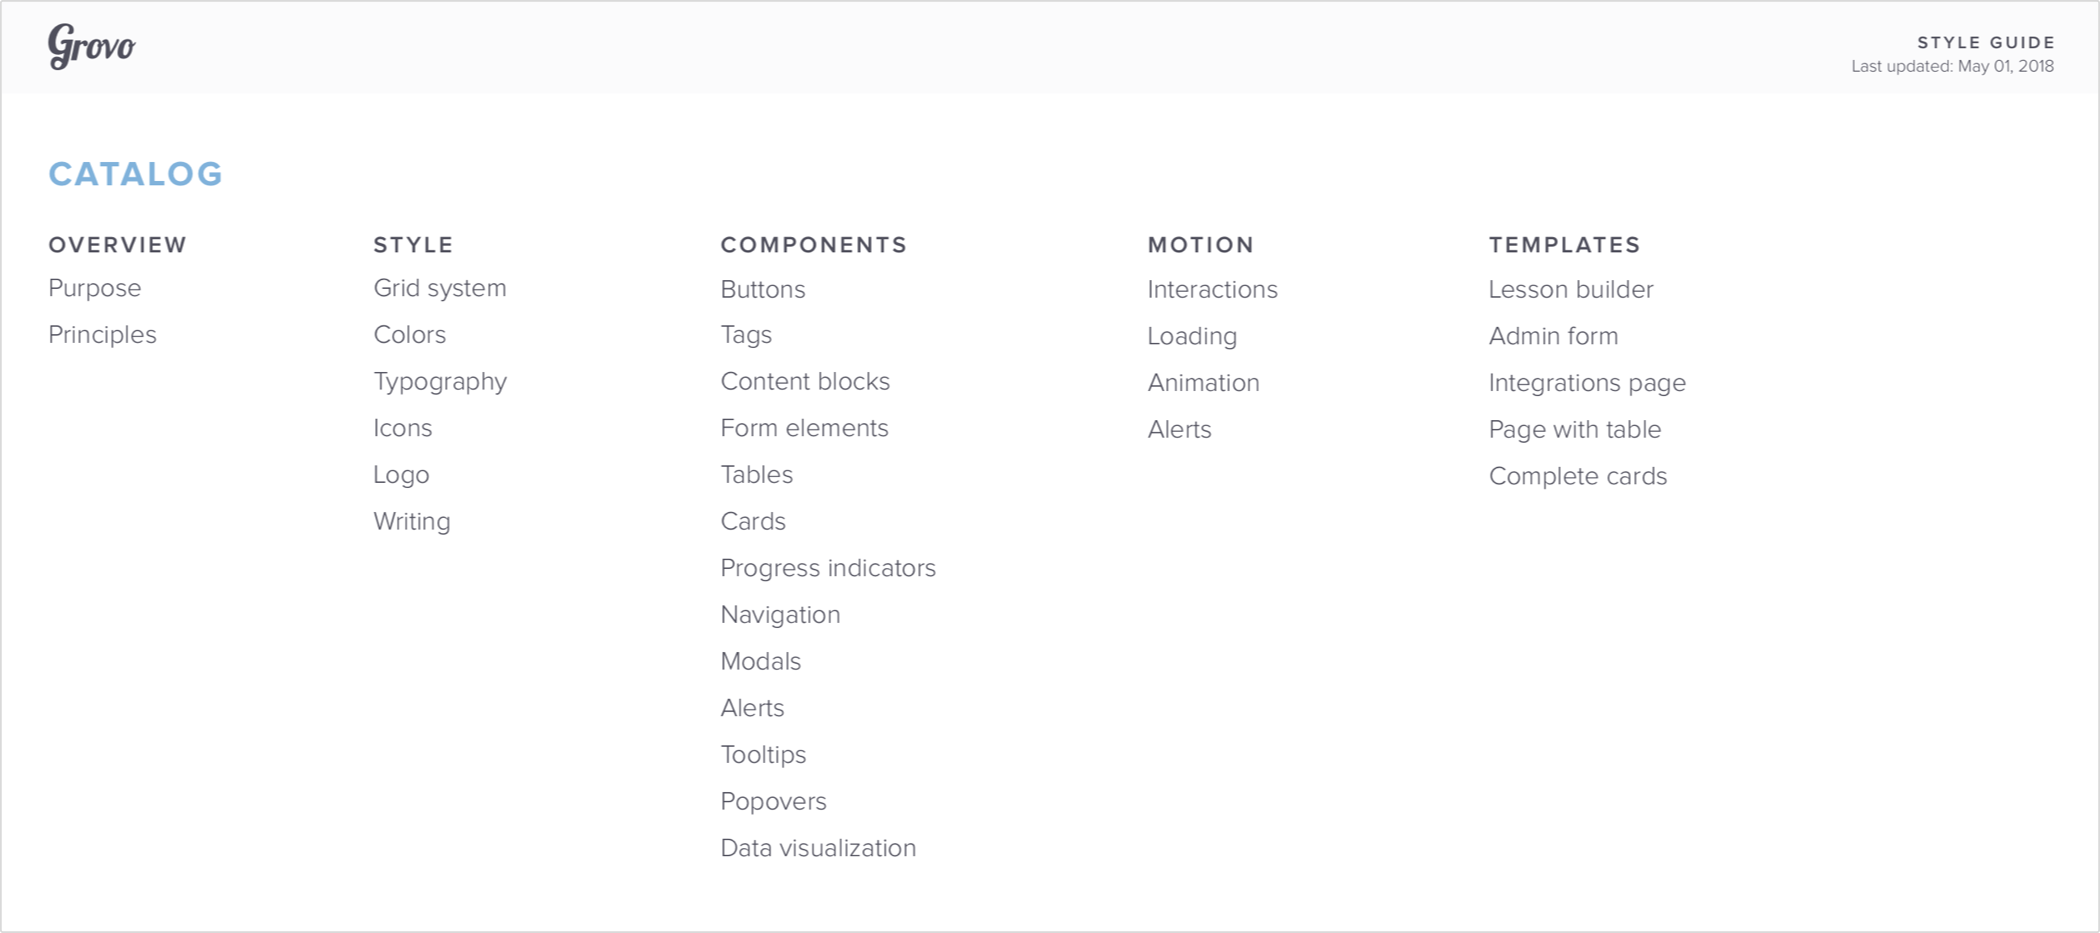 Grovo
STYLE GUIDE
Last updated: May 01, 2018
CATALOG
OVERVIEW
Purpose
Principles
STYLE
Grid system
Colors
Typography
Icons
Logo
Writing
COMPONENTS
Buttons
Tags
Content blocks
Form elements
Tables
Cards
Progress indicators
Navigation
Modals
Alerts
Tooltips
Popovers
Data visualization
MOTION
Interactions
Loading
Animation
Alerts
TEMPLATES
Lesson builder
Admin form
Integrations page
Page with table
Complete cards